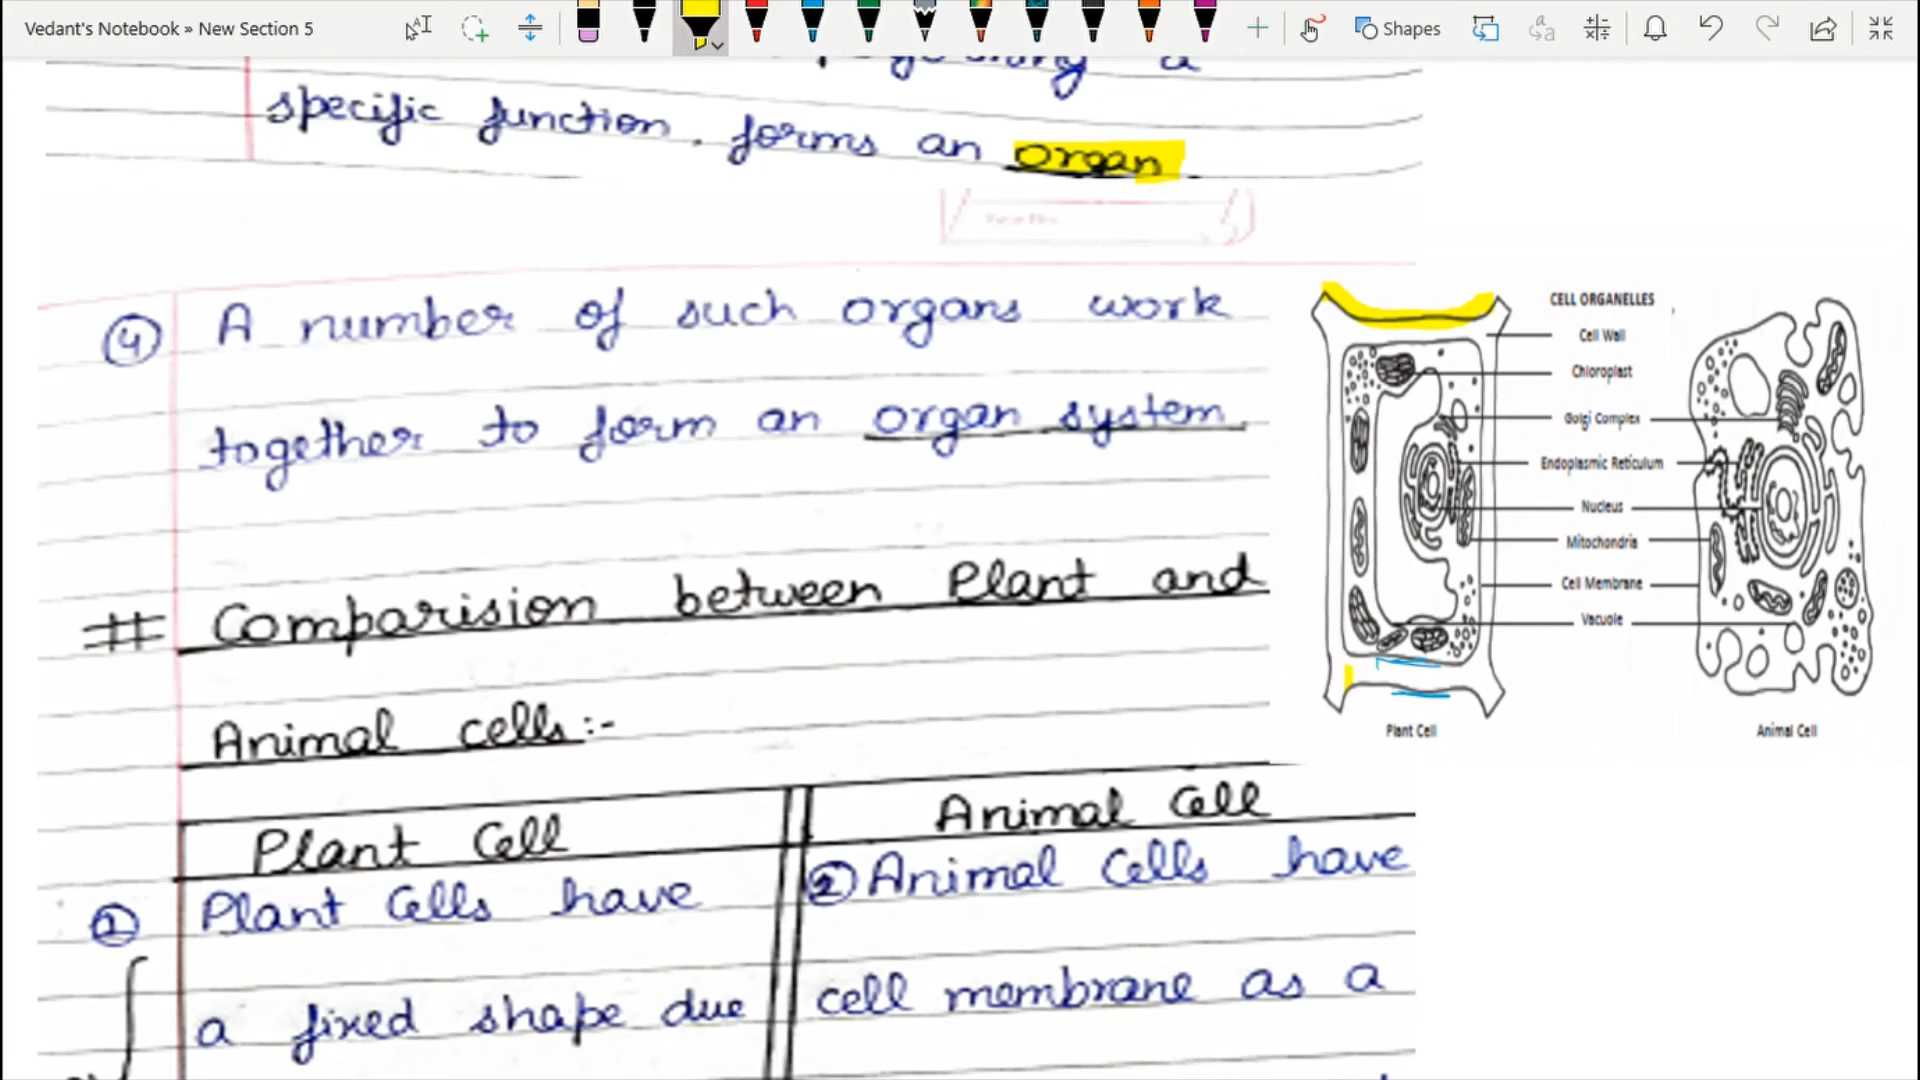 Vedant's Notebook » New Section 5
Shapes
a
specific function. forms an organ.
④ A number of such organs work
together to form an organ system.
# Comparision between Plant and
Animal cells:-
Plant Cell
Animal Cell
① Plant Cells have
a fixed shape due
② Animal Cells have
cell membrane as a
CELL ORGANELLES
Cell Wall
Chloroplast
Golgi Complex
Endoplasmic Reticulum
Nucleus
Mitochondria
Cell Membrane
Vacuole
Plant Cell
Animal Cell